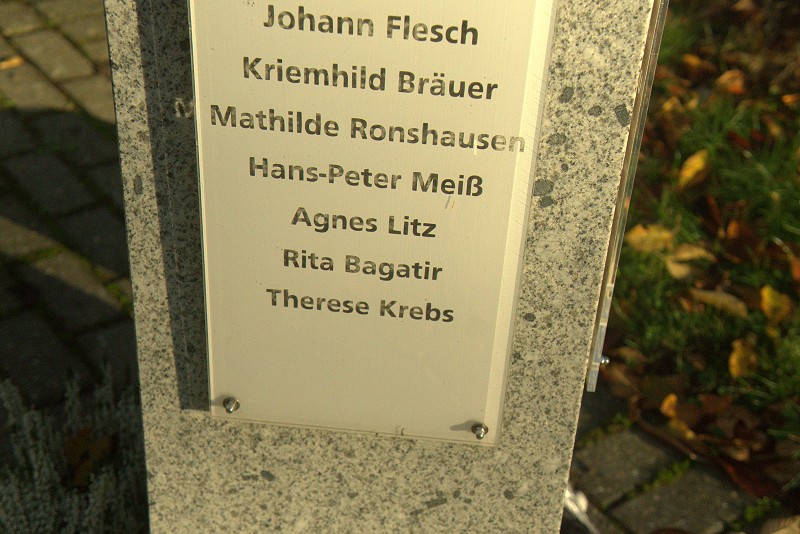 Johann Flesch
Kriemhild Bräuer
Mathilde Ronshausen
Hans-Peter Meiß
Agnes Litz
Rita Bagatir
Therese Krebs